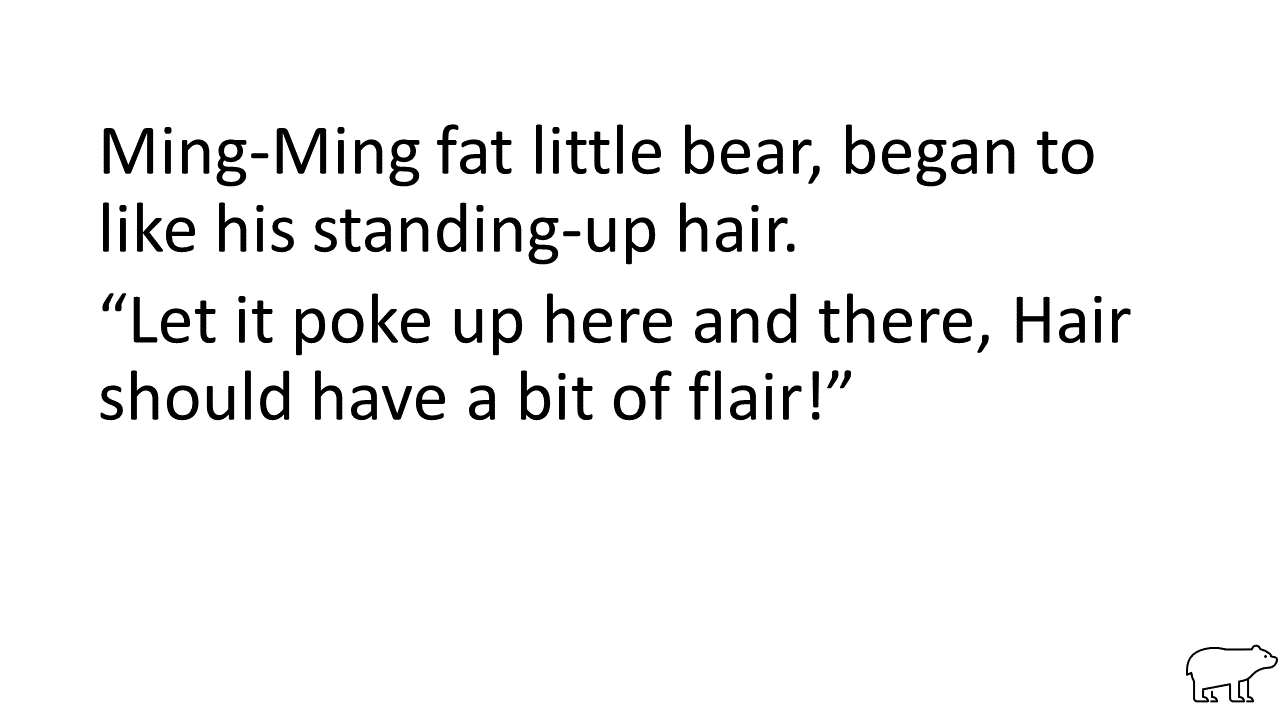 Ming-Ming fat little bear, began to
like his standing-up hair.
“Let it poke up here and there, Hair
should have a bit of flair!”